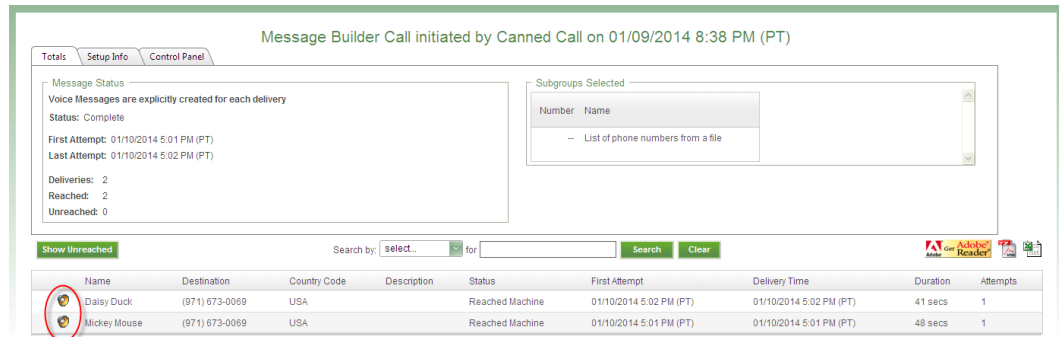 Message Builder Call initiated by Canned Call on 01/09/2014 8:38 PM (PT)
Totals Setup Info Control Panel
Message Status
Voice Messages are explicitly created for each delivery
Status: Complete
First Attempt: 01/10/2014 5:01 PM (PT)
Last Attempt: 01/10/2014 5:02 PM (PT)
Deliveries: 2
Reached: 2
Unreached: 0
Subgroups Selected
Number Name
-- List of phone numbers from a file
Show Unreached Search by: select... for Search Clear Adobe Get Adobe Reader
Name Destination Country Code Description Status First Attempt Delivery Time Duration Attempts
Daisy Duck (971) 673-0069 USA Reached Machine 01/10/2014 5:02 PM (PT) 01/10/2014 5:02 PM (PT) 41 secs 1
Mickey Mouse (971) 673-0069 USA Reached Machine 01/10/2014 5:01 PM (PT) 01/10/2014 5:01 PM (PT) 48 secs 1